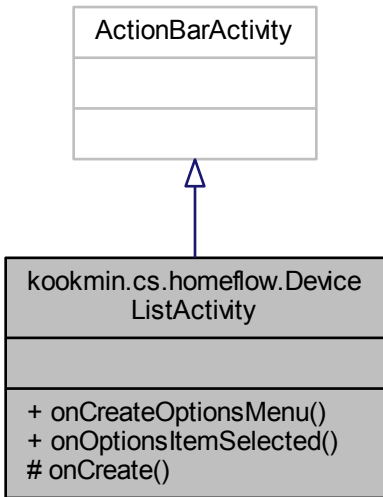 ActionBarActivity
kookmin.cs.homeflow.Device
ListActivity
+ onCreateOptionsMenu()
+ onOptionsItemSelected()
# onCreate()